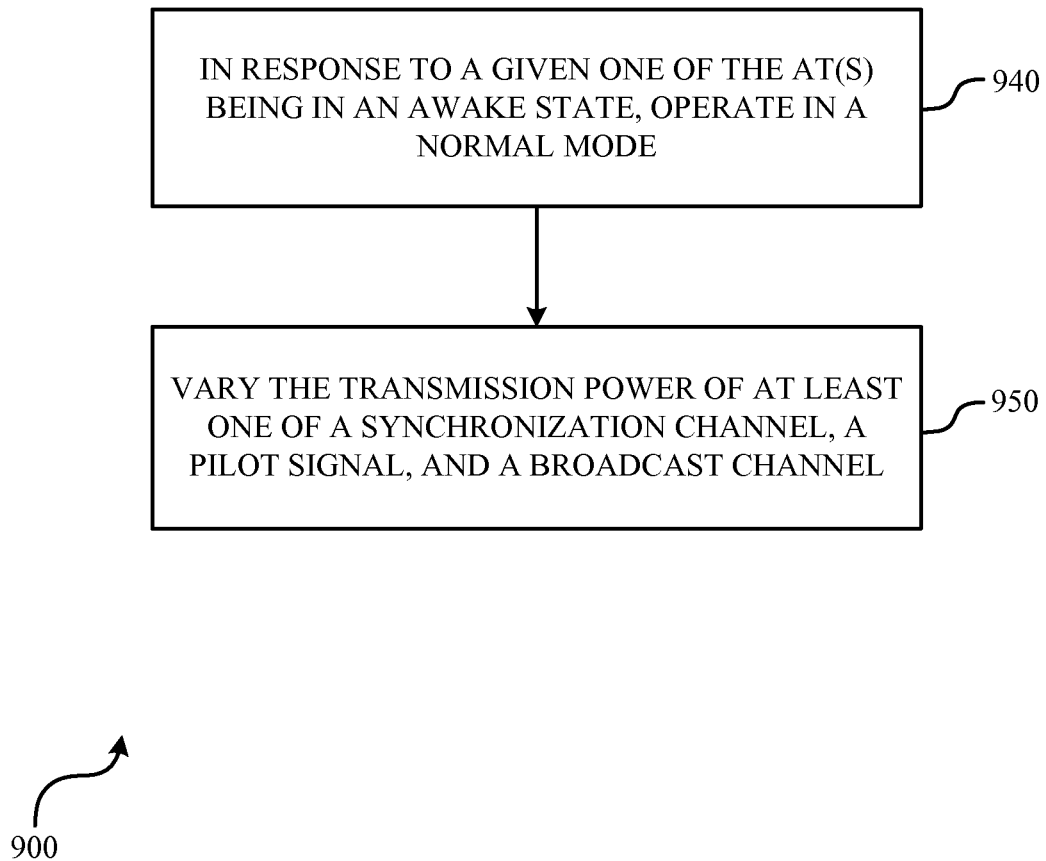 IN RESPONSE TO A GIVEN ONE OF THE AT(S)
BEING IN AN AWAKE STATE, OPERATE IN A
NORMAL MODE
940
VARY THE TRANSMISSION POWER OF AT LEAST
ONE OF A SYNCHRONIZATION CHANNEL, A
PILOT SIGNAL, AND A BROADCAST CHANNEL
950
900